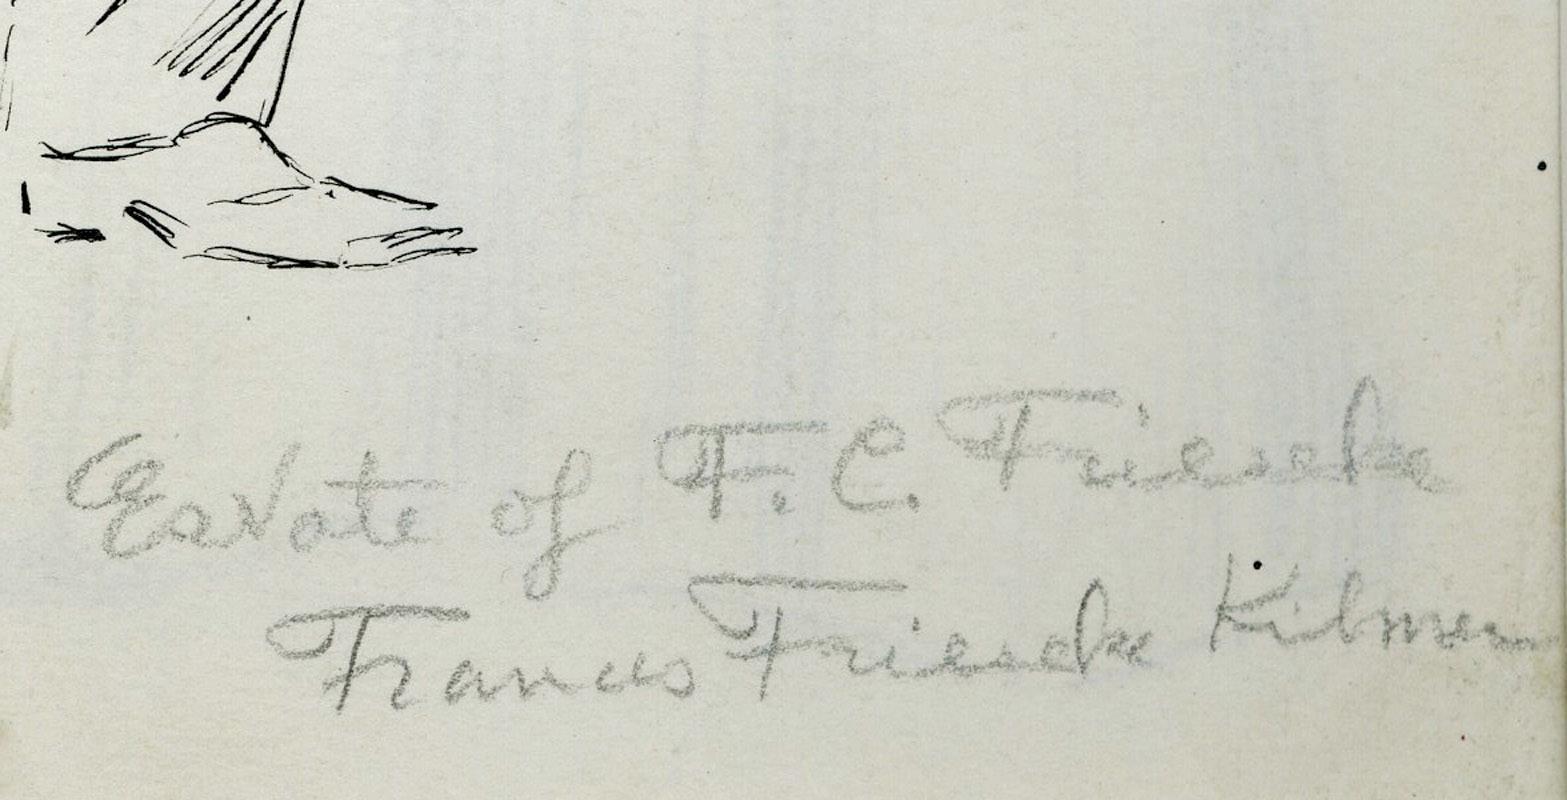 Estate of F. C. Frieseke
Frances Frieseke Kilmer